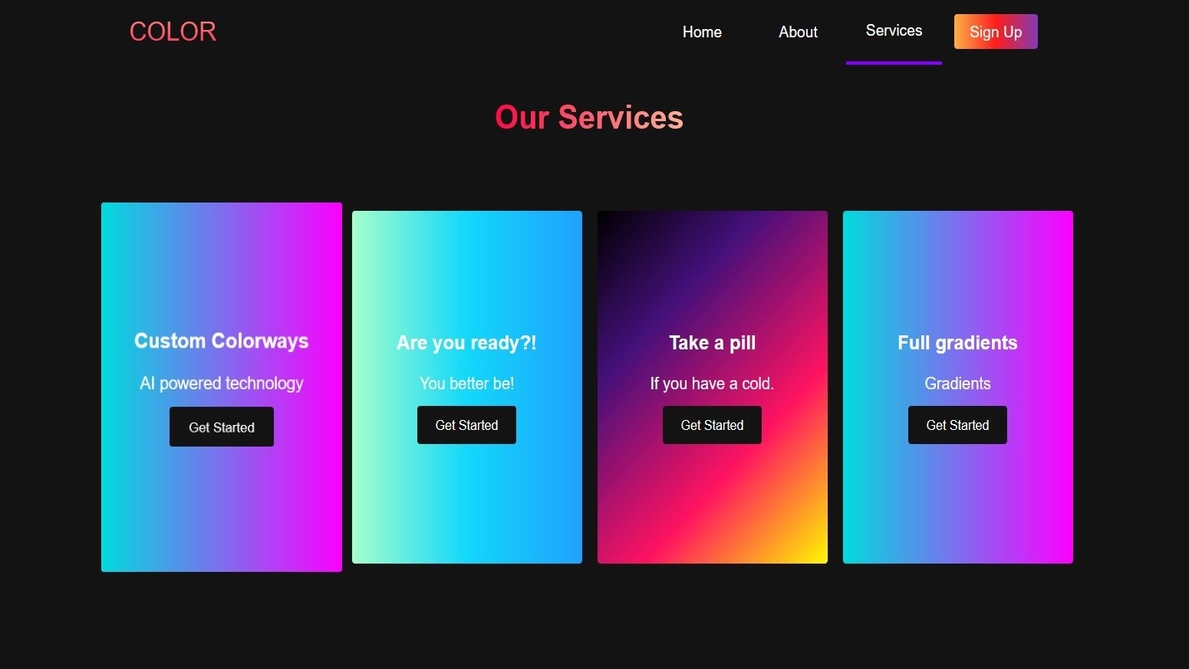 COLOR
Home
About
Services
Sign Up
Our Services
Custom Colorways
AI powered technology
Get Started
Are you ready?!
You better be!
Get Started
Take a pill
If you have a cold.
Get Started
Full gradients
Gradients
Get Started